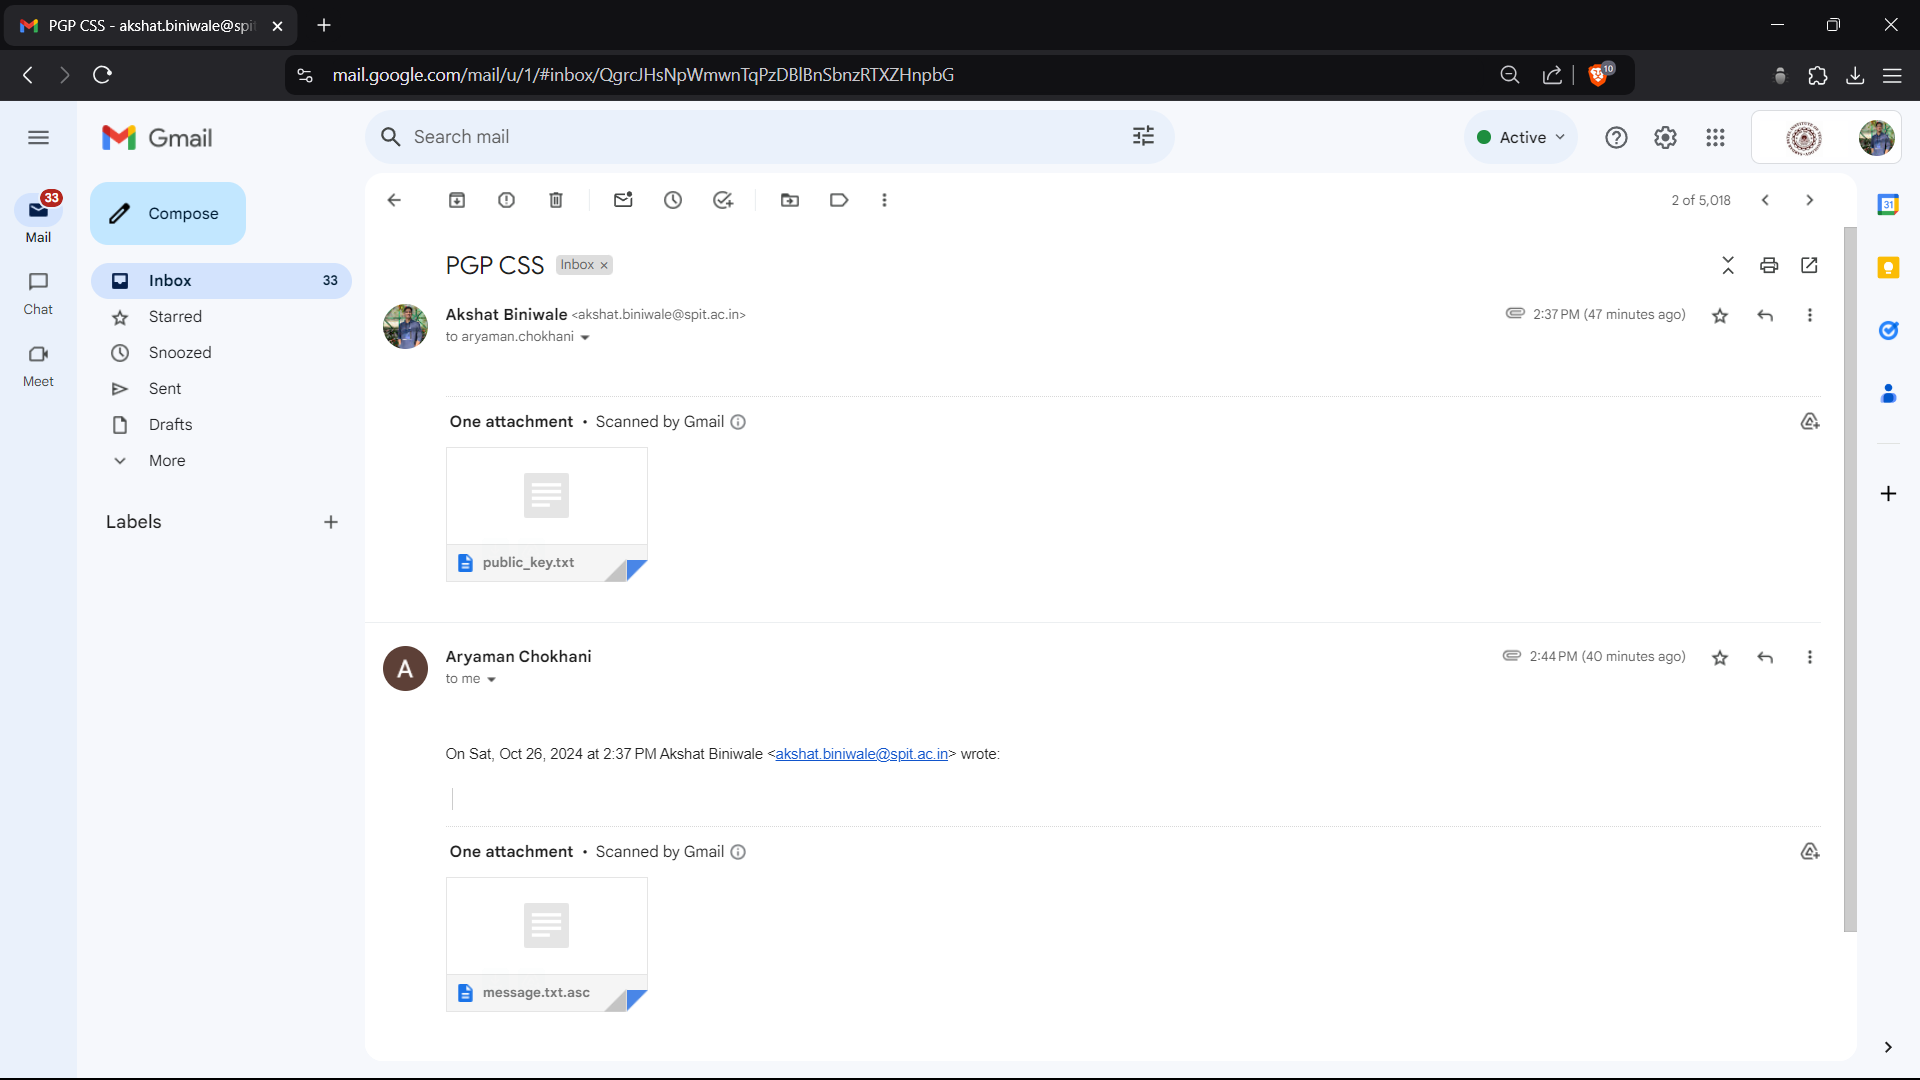 PGP CSS - akshat.biniwale@spi
mail.google.com/mail/u/1/#inbox/QgrcJHsNpWmwnTqPzDBlBnSbnzRTXZHnpbG
10
Gmail
Search mail
Active
33
Mail
Chat
Meet
Compose
Inbox 33
Starred
Snoozed
Sent
Drafts
More
Labels
2 of 5,018
31
PGP CSS Inbox ×
Akshat Biniwale <akshat.biniwale@spit.ac.in>
2:37 PM (47 minutes ago)
to aryaman.chokhani
One attachment • Scanned by Gmail
public_key.txt
A
Aryaman Chokhani
2:44 PM (40 minutes ago)
to me
On Sat, Oct 26, 2024 at 2:37 PM Akshat Biniwale <akshat.biniwale@spit.ac.in> wrote:
One attachment • Scanned by Gmail
message.txt.asc